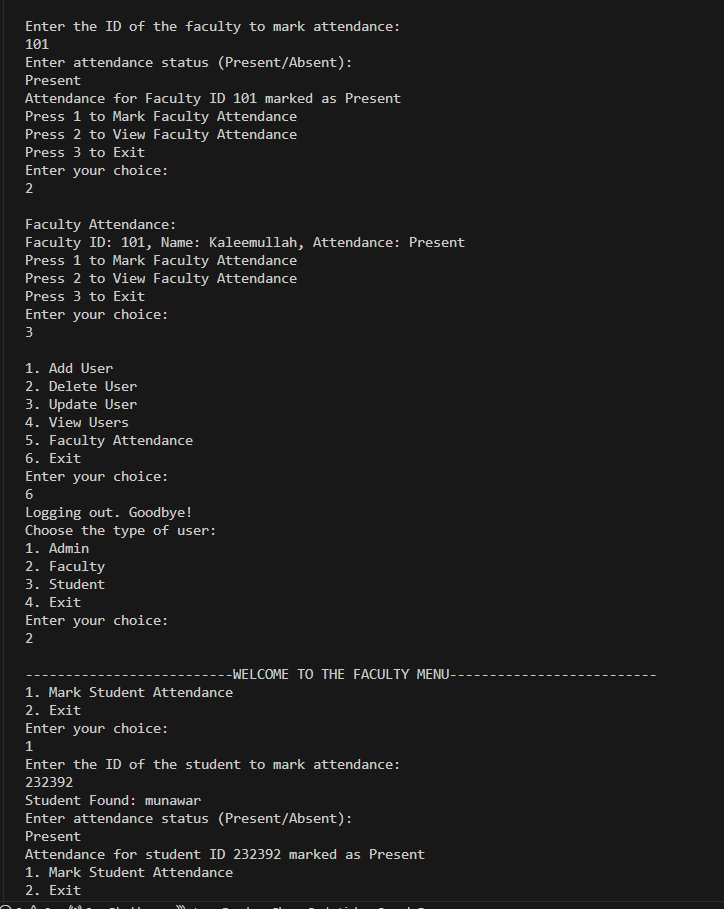 Enter the ID of the faculty to mark attendance:
101
Enter attendance status (Present/Absent):
Present
Attendance for Faculty ID 101 marked as Present
Press 1 to Mark Faculty Attendance
Press 2 to View Faculty Attendance
Press 3 to Exit
Enter your choice:
2
Faculty Attendance:
Faculty ID: 101, Name: Kaleemullah, Attendance: Present
Press 1 to Mark Faculty Attendance
Press 2 to View Faculty Attendance
Press 3 to Exit
Enter your choice:
3
1. Add User
2. Delete User
3. Update User
4. View Users
5. Faculty Attendance
6. Exit
Enter your choice:
6
Logging out. Goodbye!
Choose the type of user:
1. Admin
2. Faculty
3. Student
4. Exit
Enter your choice:
2
--------------------------WELCOME TO THE FACULTY MENU--------------------------
1. Mark Student Attendance
2. Exit
Enter your choice:
1
Enter the ID of the student to mark attendance:
232392
Student Found: munawar
Enter attendance status (Present/Absent):
Present
Attendance for student ID 232392 marked as Present
1. Mark Student Attendance
2. Exit